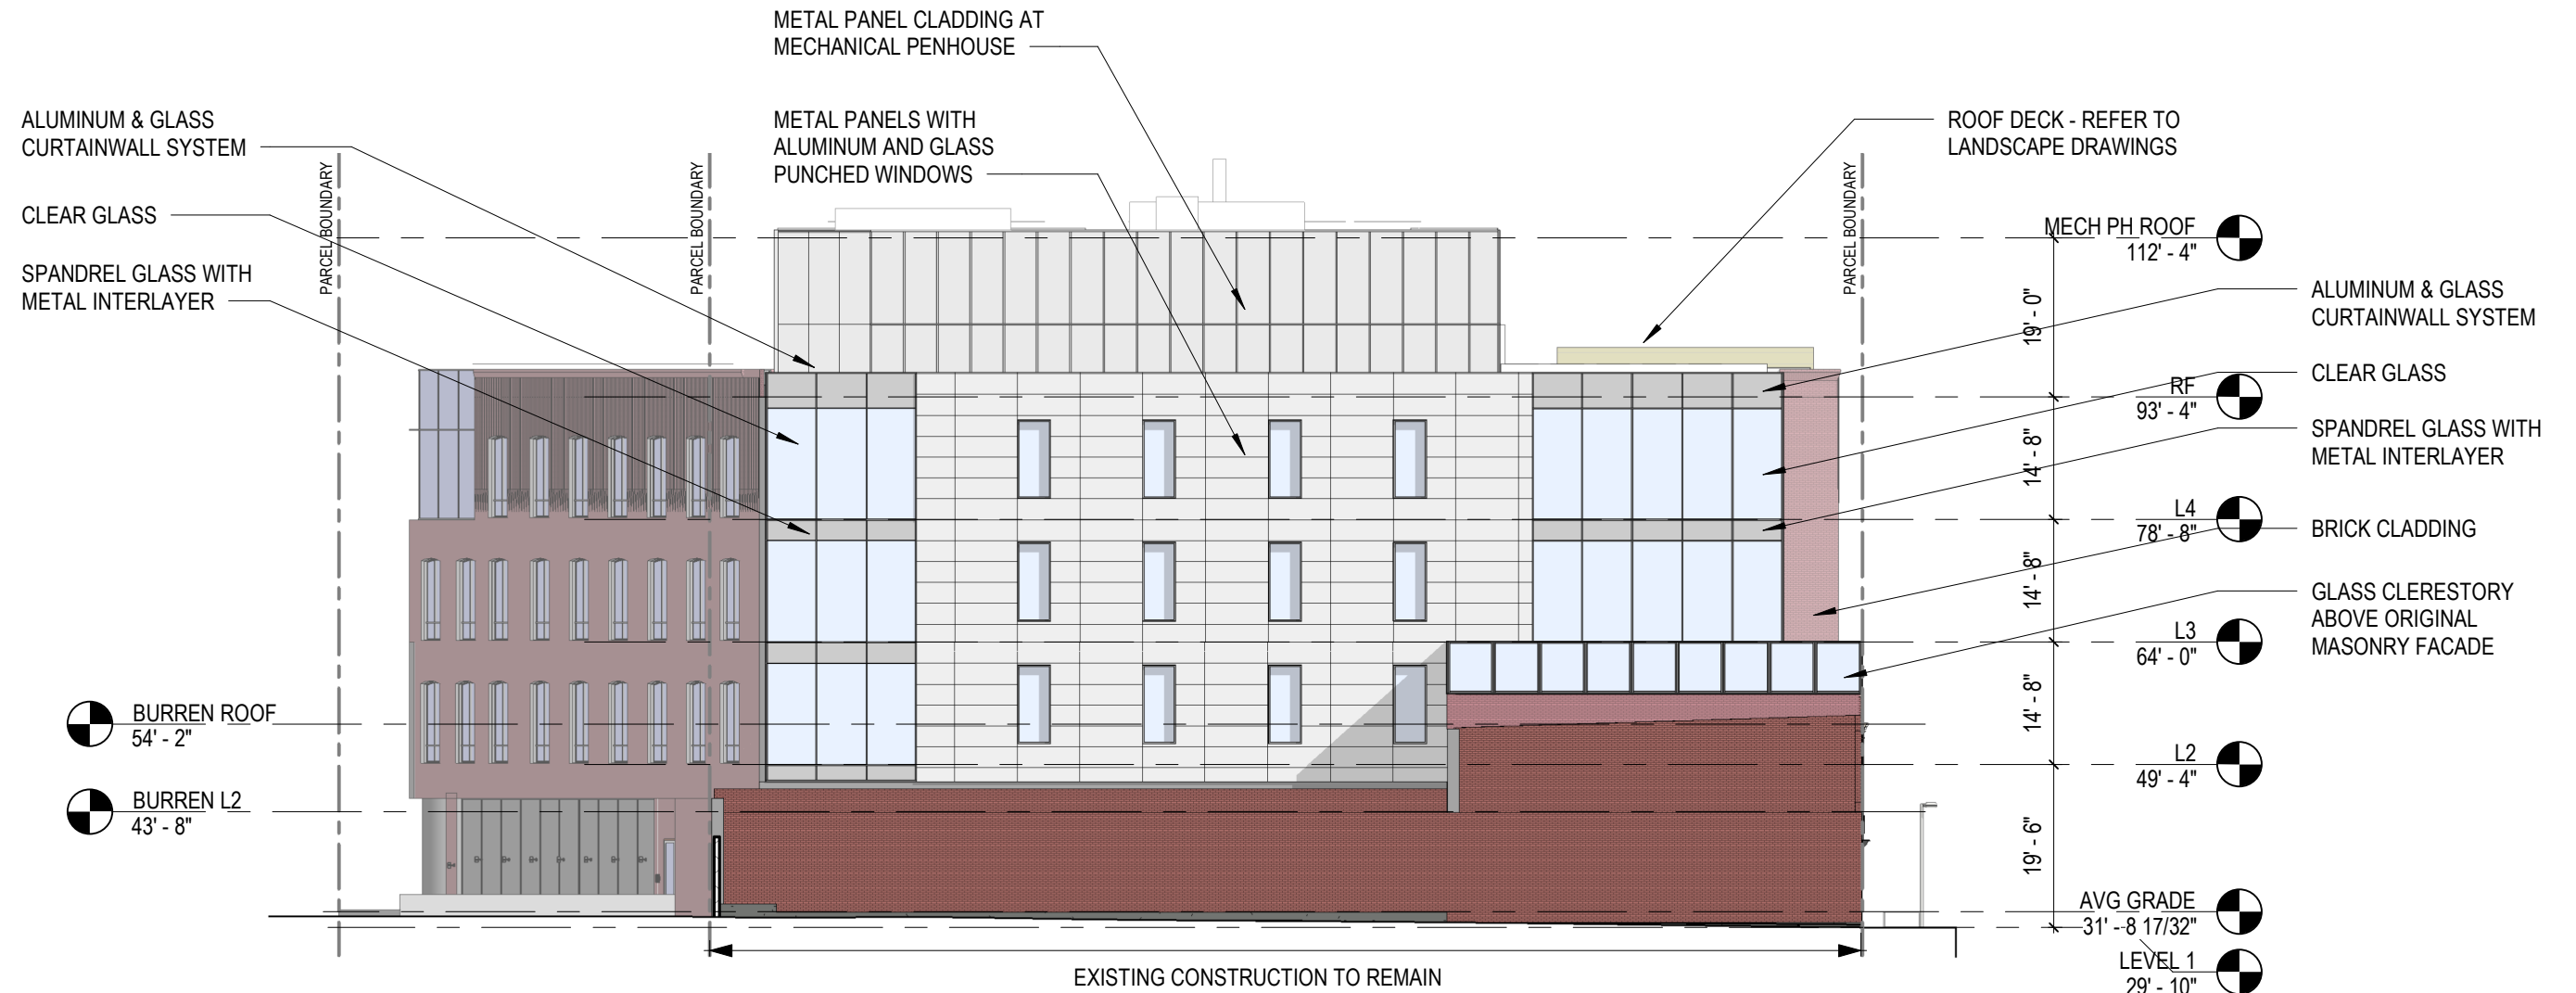 METAL PANEL CLADDING AT
MECHANICAL PENHOUSE
ALUMINUM & GLASS
CURTAINWALL SYSTEM
METAL PANELS WITH
ALUMINUM AND GLASS
PUNCHED WINDOWS
ROOF DECK - REFER TO
LANDSCAPE DRAWINGS
PARCEL BOUNDARY
PARCEL BOUNDARY
PARCEL BOUNDARY
CLEAR GLASS
SPANDREL GLASS WITH
METAL INTERLAYER
MECH PH ROOF
112' - 4"
19' - 0"
ALUMINUM & GLASS
CURTAINWALL SYSTEM
CLEAR GLASS
RF
93' - 4"
14' - 8"
SPANDREL GLASS WITH
METAL INTERLAYER
L4
78' - 8"
BRICK CLADDING
14' - 8"
GLASS CLERESTORY
ABOVE ORIGINAL
MASONRY FACADE
L3
64' - 0"
14' - 8"
BURREN ROOF
54' - 2"
L2
49' - 4"
BURREN L2
43' - 8"
19' - 6"
AVG GRADE
31' - 8 17/32"
LEVEL 1
29' - 10"
EXISTING CONSTRUCTION TO REMAIN